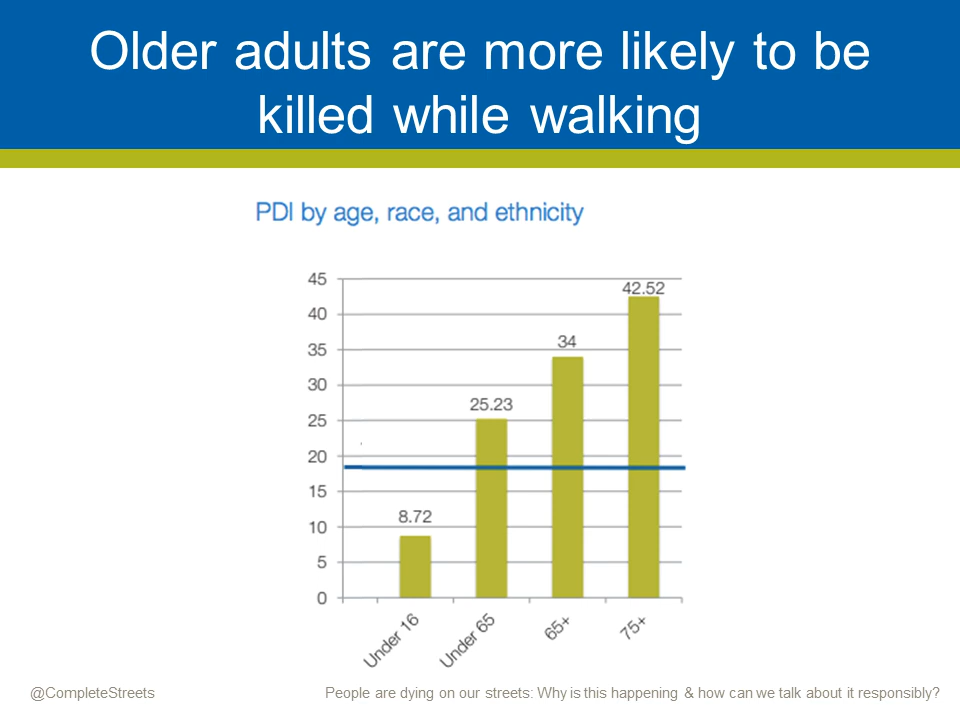 Older adults are more likely to be
killed while walking
PDI by age, race, and ethnicity
45
40
35
30
25
20
15
10
5
0
8.72
25.23
34
42.52
Under 16
Under 65
65+
75+
@CompleteStreets
People are dying on our streets: Why is this happening & how can we talk about it responsibly?